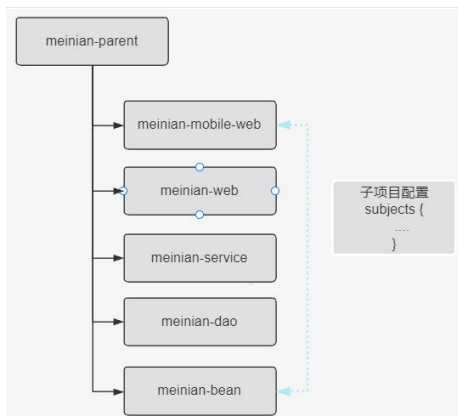 meinian-parent
meinian-mobile-web
meinian-web
子项目配置
subjects {
....
}
meinian-service
meinian-dao
meinian-bean